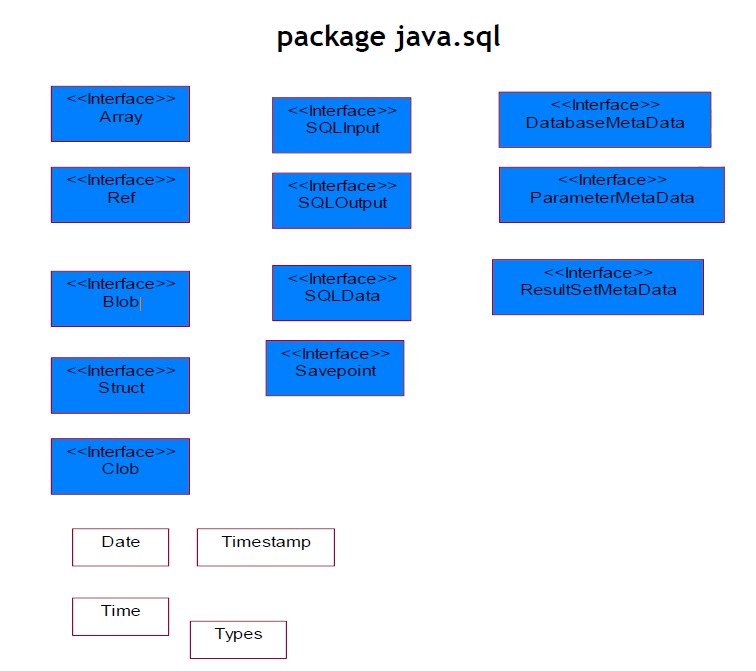 package java.sql
<<Interface>>
Array
<<Interface>>
Ref
<<Interface>>
Blob
<<Interface>>
Struct
<<Interface>>
Clob
<<Interface>>
SQLInput
<<Interface>>
SQLOutput
<<Interface>>
SQLData
<<Interface>>
Savepoint
<<Interface>>
DatabaseMetaData
<<Interface>>
ParameterMetaData
<<Interface>>
ResultSetMetaData
Date
Timestamp
Time
Types